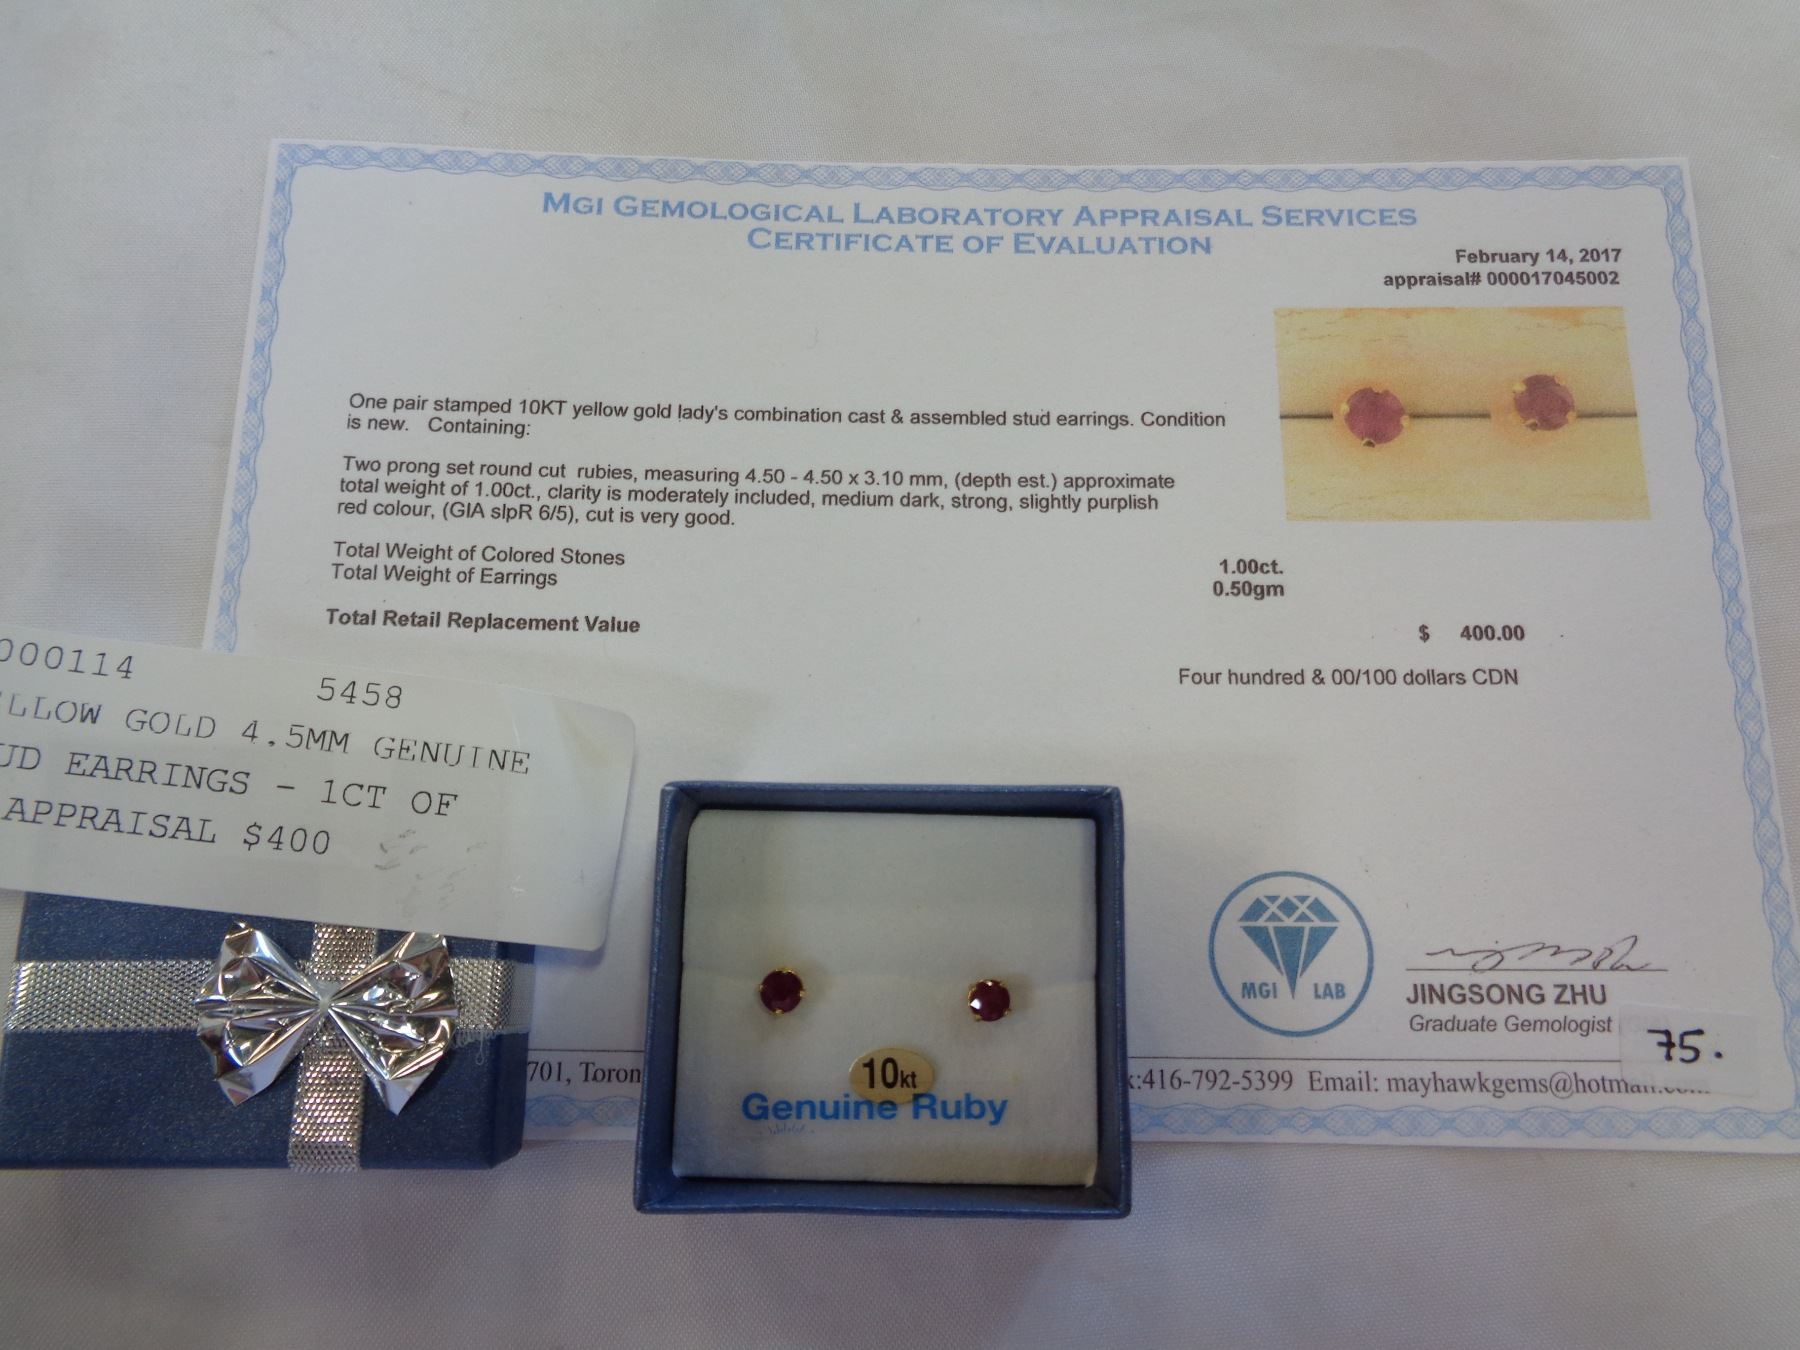 MGI GEMOLOGICAL LABORATORY APPRAISAL SERVICES
CERTIFICATE OF EVALUATION
February 14, 2017
appraisal# 000017045002
One pair stamped 10KT yellow gold lady's combination cast & assembled stud earrings. Condition
is new. Containing:
Two prong set round cut rubies, measuring 4.50 - 4.50 x 3.10 mm, (depth est.) approximate
total weight of 1.00ct., clarity is moderately included, medium dark, strong, slightly purplish
red colour, (GIA slpR 6/5), cut is very good.
Total Weight of Colored Stones 1.00ct.
Total Weight of Earrings 0.50gm
Total Retail Replacement Value $ 400.00
Four hundred & 00/100 dollars CDN
000114 5458
LLOW GOLD 4.5MM GENUINE
UD EARRINGS - 1CT OF
APPRAISAL $400
MGI LAB
JINGSONG ZHU
Graduate Gemologist
75.
701, Toron :416-792-5399 Email: mayhawkgems@hotmail
10kt
Genuine Ruby